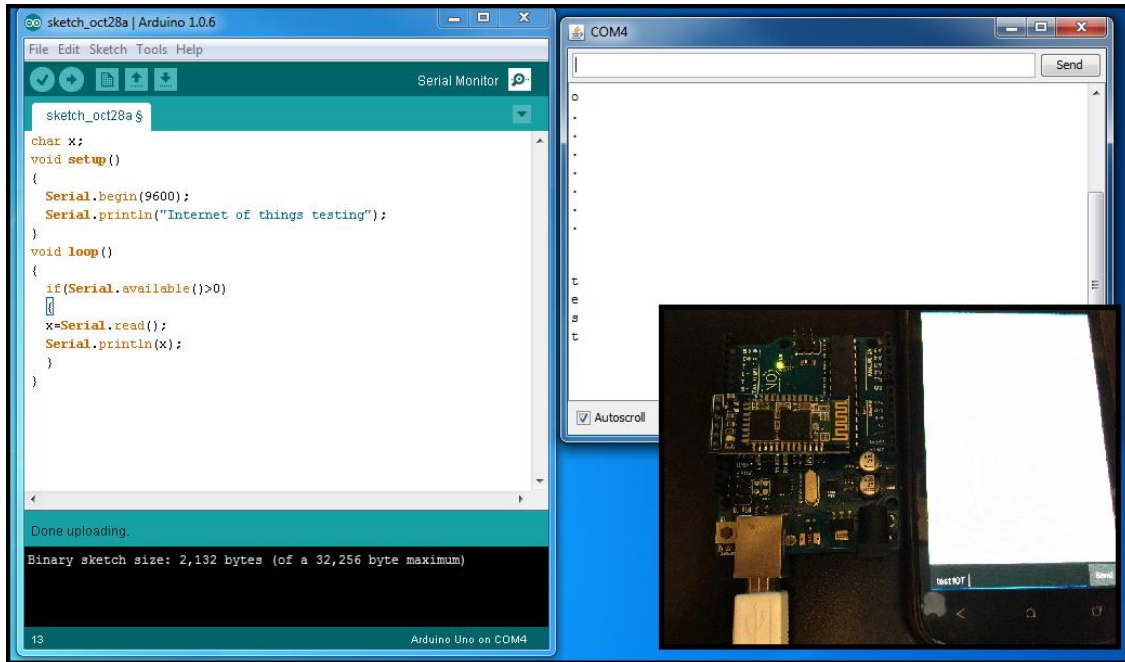 sketch_oct28a | Arduino 1.0.6
File Edit Sketch Tools Help
Serial Monitor
sketch_oct28a §
char x;
void setup()
{
  Serial.begin(9600);
  Serial.println("Internet of things testing");
}
void loop()
{
  if(Serial.available()>0)
  {
  x=Serial.read();
  Serial.println(x);
  }
}
Done uploading.
Binary sketch size: 2,132 bytes (of a 32,256 byte maximum)
13
Arduino Uno on COM4
COM4
Send
o
.
.
.
.
.
.
.
t
e
s
t
Autoscroll
test IOT
Send